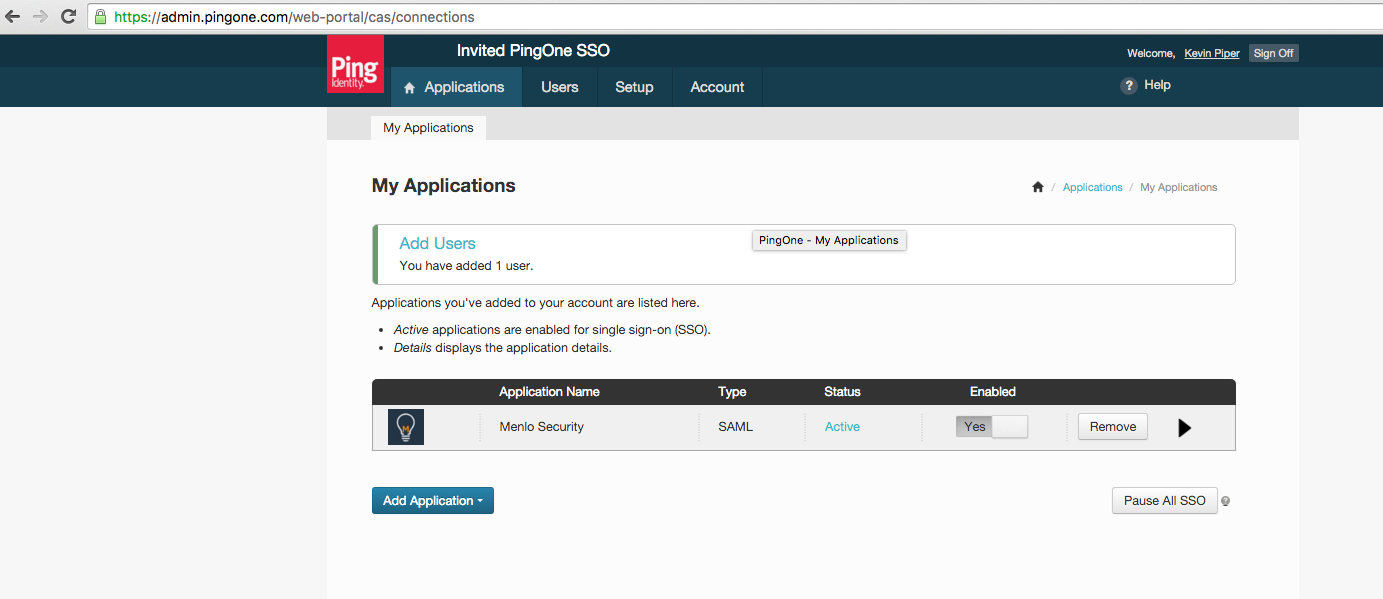 https://admin.pingone.com/web-portal/cas/connections
Invited PingOne SSO
Welcome, Kevin Piper Sign Off
Ping
Identity.
Applications Users Setup Account
? Help
My Applications
My Applications
/ Applications / My Applications
Add Users
PingOne - My Applications
You have added 1 user.
Applications you've added to your account are listed here.
• Active applications are enabled for single sign-on (SSO).
• Details displays the application details.
Application Name Type Status Enabled
M
Menlo Security SAML Active Yes Remove
Add Application
Pause All SSO ?